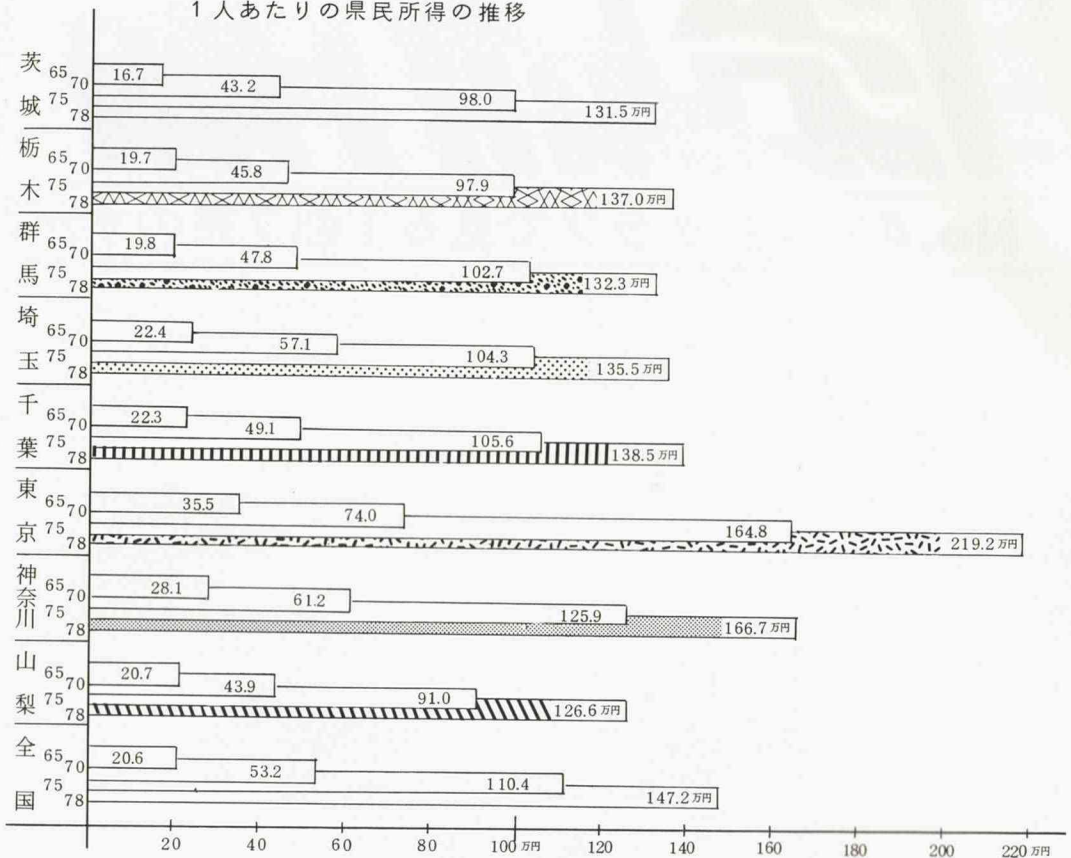 1人あたりの県民所得の推移
茨城
65 16.7
70 43.2
75 98.0
78 131.5万円
栃木
65 19.7
70 45.8
75 97.9
78 137.0万円
群馬
65 19.8
70 47.8
75 102.7
78 132.3万円
埼玉
65 22.4
70 57.1
75 104.3
78 135.5万円
千葉
65 22.3
70 49.1
75 105.6
78 138.5万円
東京
65 35.5
70 74.0
75 164.8
78 219.2万円
神奈川
65 28.1
70 61.2
75 125.9
78 166.7万円
山梨
65 20.7
70 43.9
75 91.0
78 126.6万円
全国
65 20.6
70 53.2
75 110.4
78 147.2万円
20 40 60 80 100万円 120 140 160 180 200 220万円